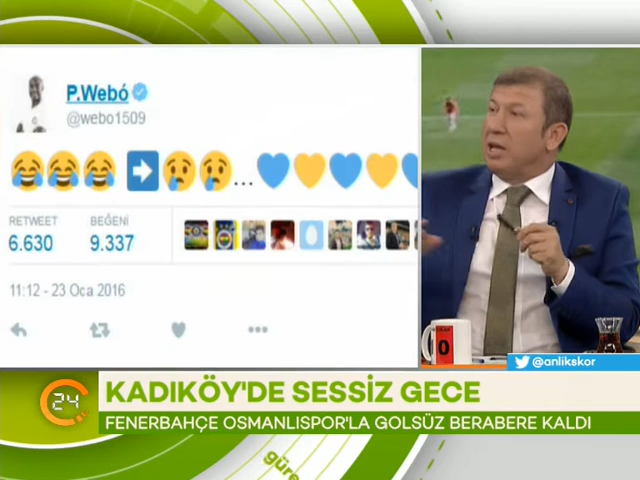 P.Webó
@webo1509
RETWEET
BEĞENİ
6.630
9.337
11:12 - 23 Oca 2016
0
@anlikskor
24
KADIKÖY'DE SESSİZ GECE
FENERBAHÇE OSMANLISPOR'LA GOLSÜZ BERABERE KALDI